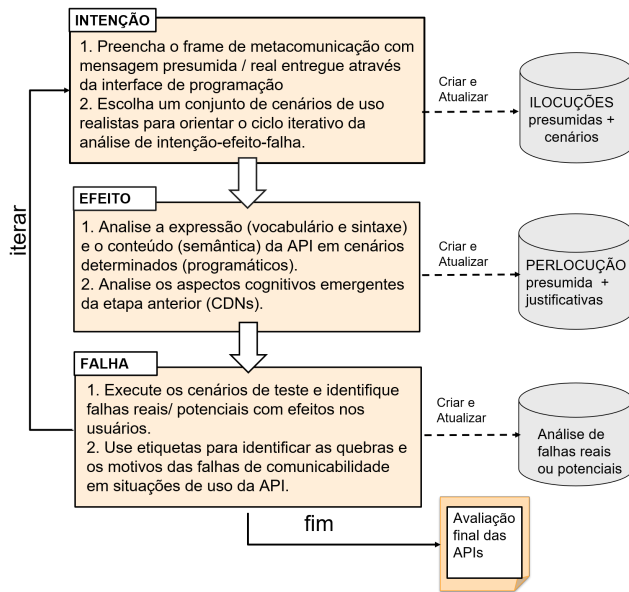 INTENÇÃO
1. Preencha o frame de metacomunicação com
mensagem presumida / real entregue através
da interface de programação
2. Escolha um conjunto de cenários de uso
realistas para orientar o ciclo iterativo da
análise de intenção-efeito-falha.
Criar e
Atualizar
ILOCUÇÕES
presumidas +
cenários
iterar
EFEITO
1. Analise a expressão (vocabulário e sintaxe)
e o conteúdo (semântica) da API em cenários
determinados (programáticos).
2. Analise os aspectos cognitivos emergentes
da etapa anterior (CDNs).
Criar e
Atualizar
PERLOCUÇÃO
presumida +
justificativas
FALHA
1. Execute os cenários de teste e identifique
falhas reais/ potenciais com efeitos nos
usuários.
2. Use etiquetas para identificar as quebras e
os motivos das falhas de comunicabilidade
em situações de uso da API.
Criar e
Atualizar
Análise de
falhas reais
ou potenciais
fim
Avaliação
final das
APIs